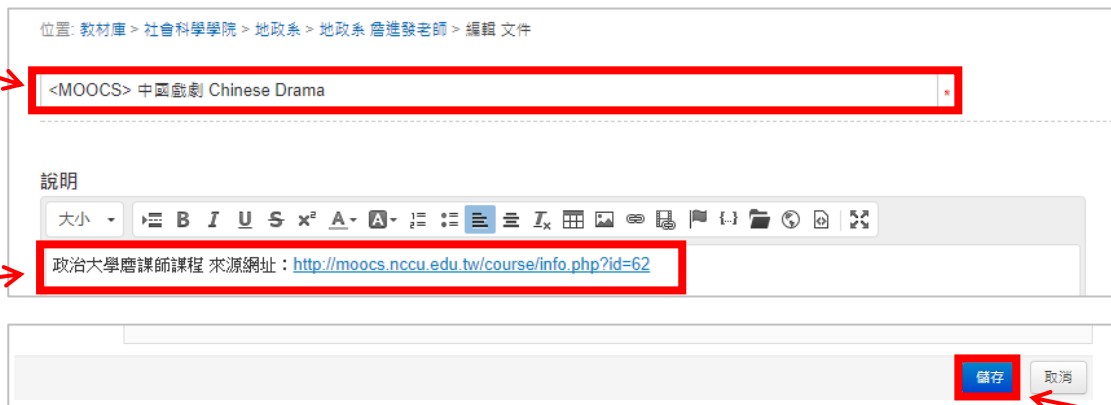 位置: 教材庫 > 社會科學學院 > 地政系 > 地政系 詹進發老師 > 編輯 文件
<MOOCS> 中國戲劇 Chinese Drama *
說明
大小 B I U S x² A A Ix {...}
政治大學磨課師課程 來源網址：http://moocs.nccu.edu.tw/course/info.php?id=62
儲存 取消